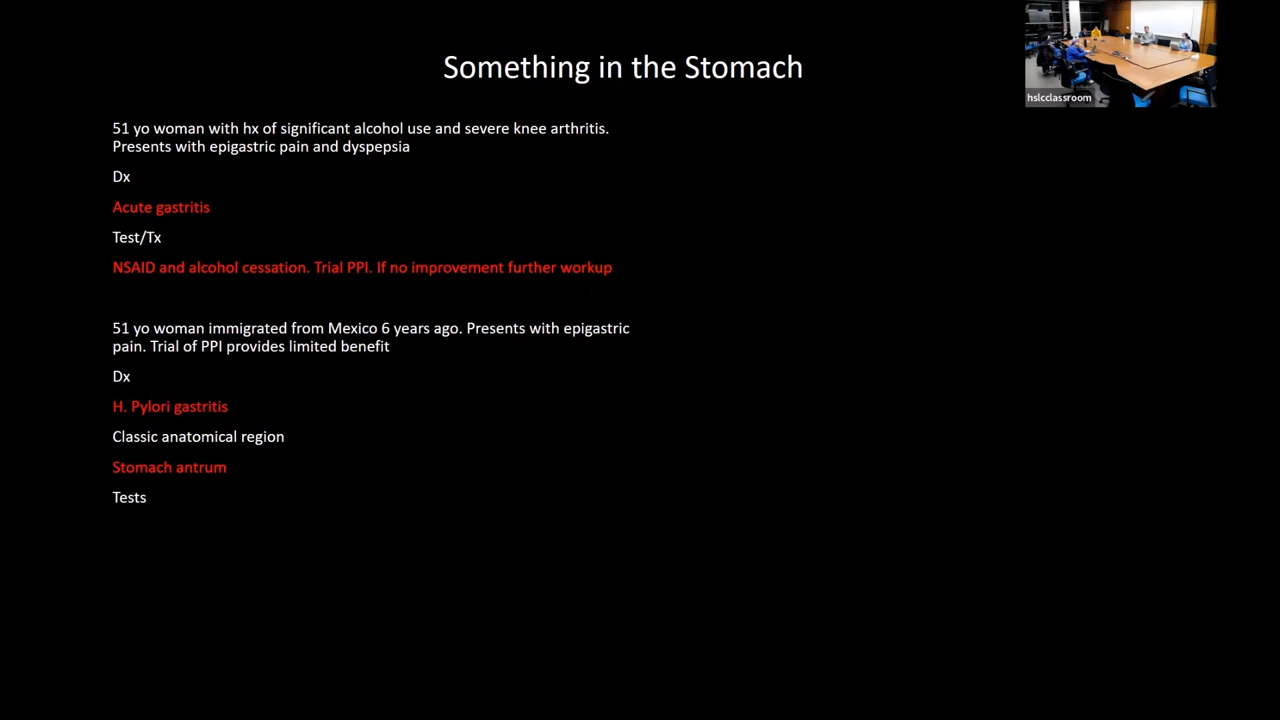 Something in the Stomach
hslcclassroom
51 yo woman with hx of significant alcohol use and severe knee arthritis.
Presents with epigastric pain and dyspepsia
Dx
Acute gastritis
Test/Tx
NSAID and alcohol cessation. Trial PPI. If no improvement further workup
51 yo woman immigrated from Mexico 6 years ago. Presents with epigastric
pain. Trial of PPI provides limited benefit
Dx
H. Pylori gastritis
Classic anatomical region
Stomach antrum
Tests